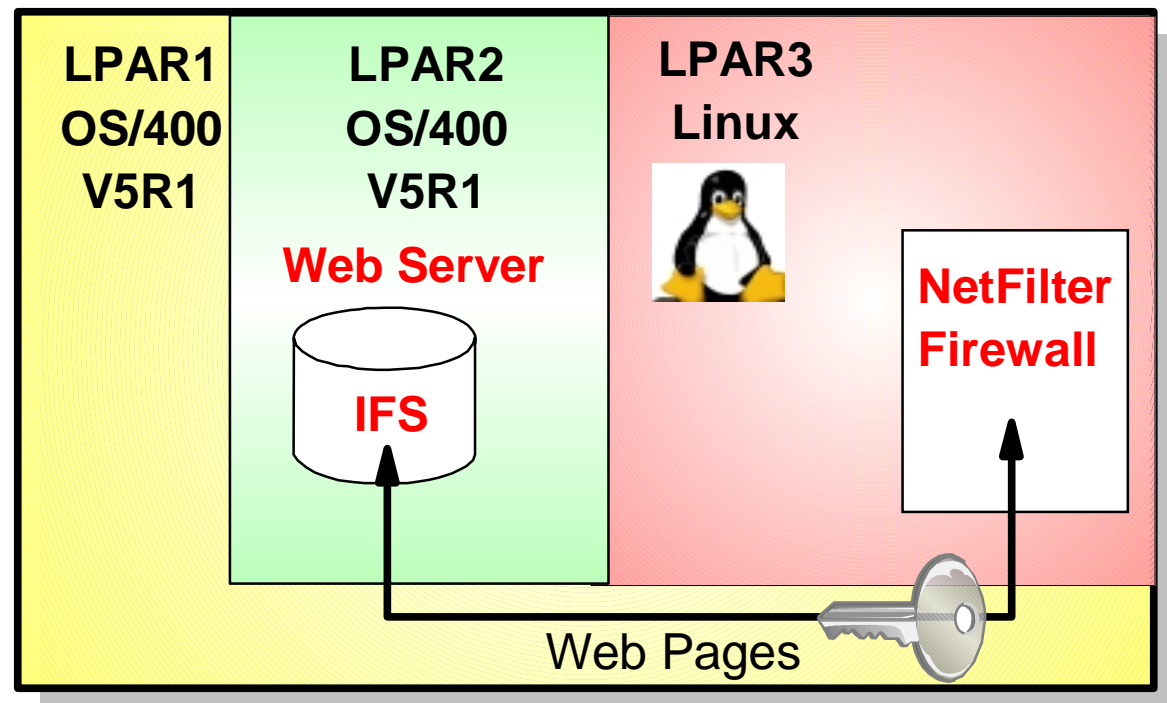 LPAR1
OS/400
V5R1
LPAR2
OS/400
V5R1
Web Server
IFS
LPAR3
Linux
NetFilter
Firewall
Web Pages